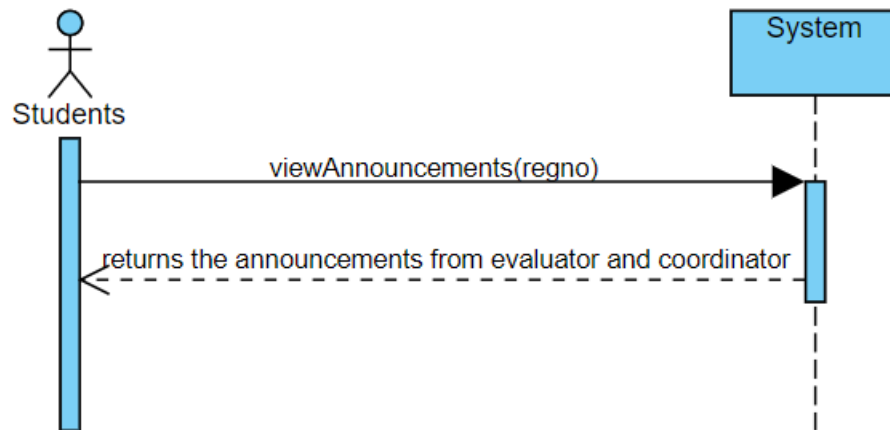 System
Students
viewAnnouncements(regno)
returns the announcements from evaluator and coordinator